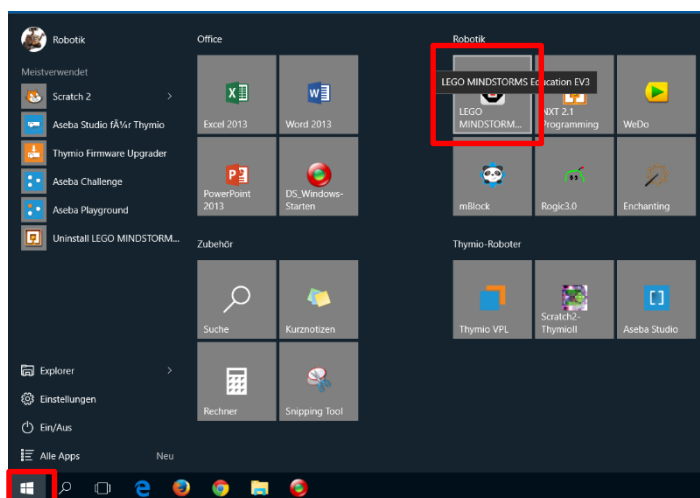 Robotik
Meistverwendet
Scratch 2
Aseba Studio fÃ¼r Thymio
Thymio Firmware Upgrader
Aseba Challenge
Aseba Playground
Uninstall LEGO MINDSTORM...
Explorer
Einstellungen
Ein/Aus
Alle Apps
Neu
Office
Excel 2013
Word 2013
PowerPoint
2013
DS_Windows-
Starten
Zubehör
Suche
Kurznotizen
Rechner
Snipping Tool
Robotik
LEGO MINDSTORMS Education EV3
LEGO
MINDSTORM...
NXT 2.1
Programming
WeDo
mBlock
Rogic3.0
Enchanting
Thymio-Roboter
Thymio VPL
Scratch2-
ThymioII
Aseba Studio